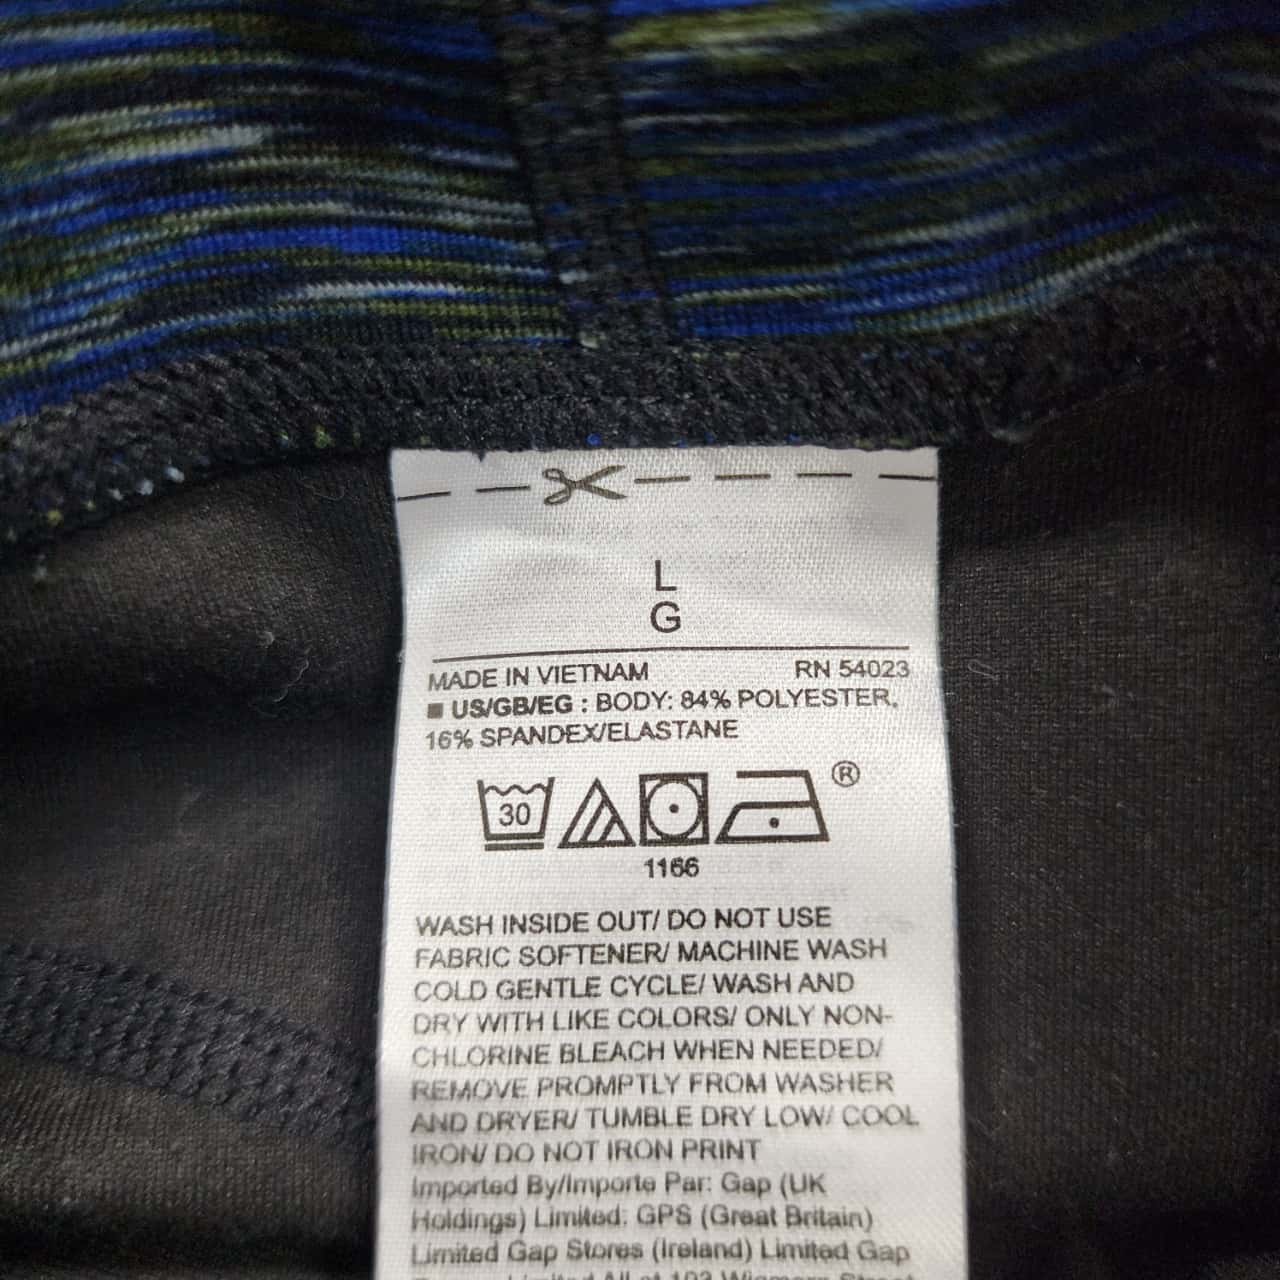 L
G
MADE IN VIETNAM RN 54023
■ US/GB/EG : BODY: 84% POLYESTER,
16% SPANDEX/ELASTANE
30 ®
1166
WASH INSIDE OUT/ DO NOT USE
FABRIC SOFTENER/ MACHINE WASH
COLD GENTLE CYCLE/ WASH AND
DRY WITH LIKE COLORS/ ONLY NON-
CHLORINE BLEACH WHEN NEEDED/
REMOVE PROMPTLY FROM WASHER
AND DRYER/ TUMBLE DRY LOW/ COOL
IRON/ DO NOT IRON PRINT
Imported By/Importe Par: Gap (UK
Holdings) Limited: GPS (Great Britain)
Limited Gap Stores (Ireland) Limited Gap
Limited All at